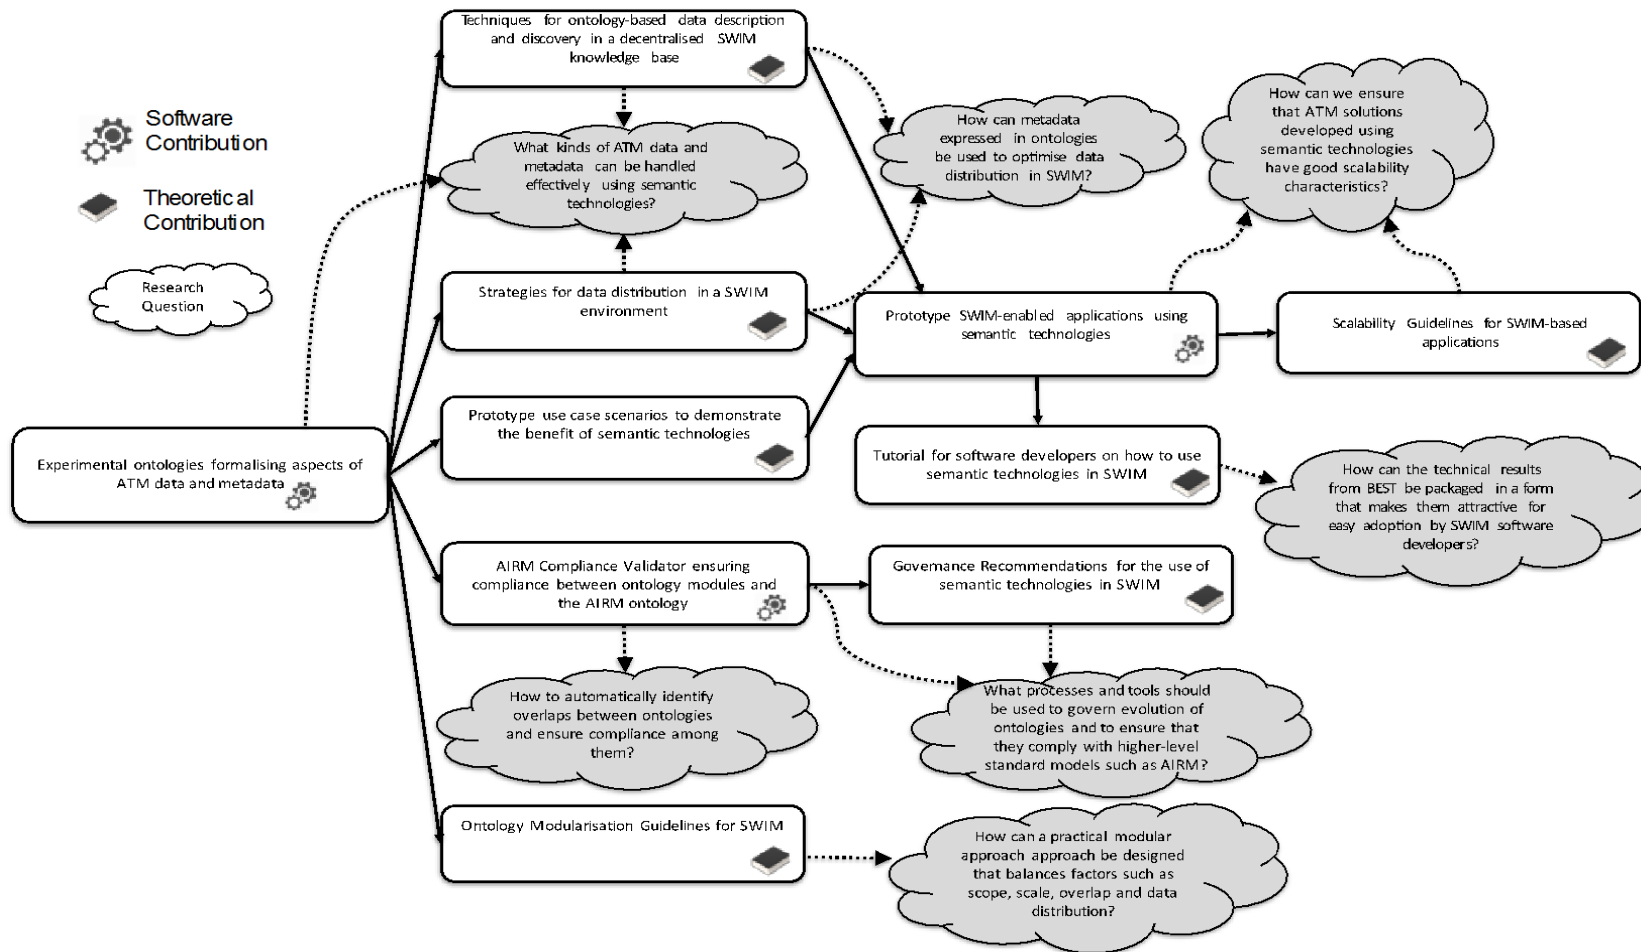 Techniques for ontology-based data description
and discovery in a decentralised SWIM
knowledge base
Software
Contribution
Theoretical
Contribution
Research
Question
What kinds of ATM data and
metadata can be handled
effectively using semantic
technologies?
How can metadata
expressed in ontologies
be used to optimise data
distribution in SWIM?
How can we ensure
that ATM solutions
developed using
semantic technologies
have good scalability
characteristics?
Strategies for data distribution in a SWIM
environment
Prototype SWIM-enabled applications using
semantic technologies
Scalability Guidelines for SWIM-based
applications
Prototype use case scenarios to demonstrate
the benefit of semantic technologies
Tutorial for software developers on how to use
semantic technologies in SWIM
Experimental ontologies formalising aspects of
ATM data and metadata
How can the technical results
from BEST be packaged in a form
that makes them attractive for
easy adoption by SWIM software
developers?
AIRM Compliance Validator ensuring
compliance between ontology modules and
the AIRM ontology
Governance Recommendations for the use of
semantic technologies in SWIM
How to automatically identify
overlaps between ontologies
and ensure compliance among
them?
What processes and tools should
be used to govern evolution of
ontologies and to ensure that
they comply with higher-level
standard models such as AIRM?
Ontology Modularisation Guidelines for SWIM
How can a practical modular
approach approach be designed
that balances factors such as
scope, scale, overlap and data
distribution?